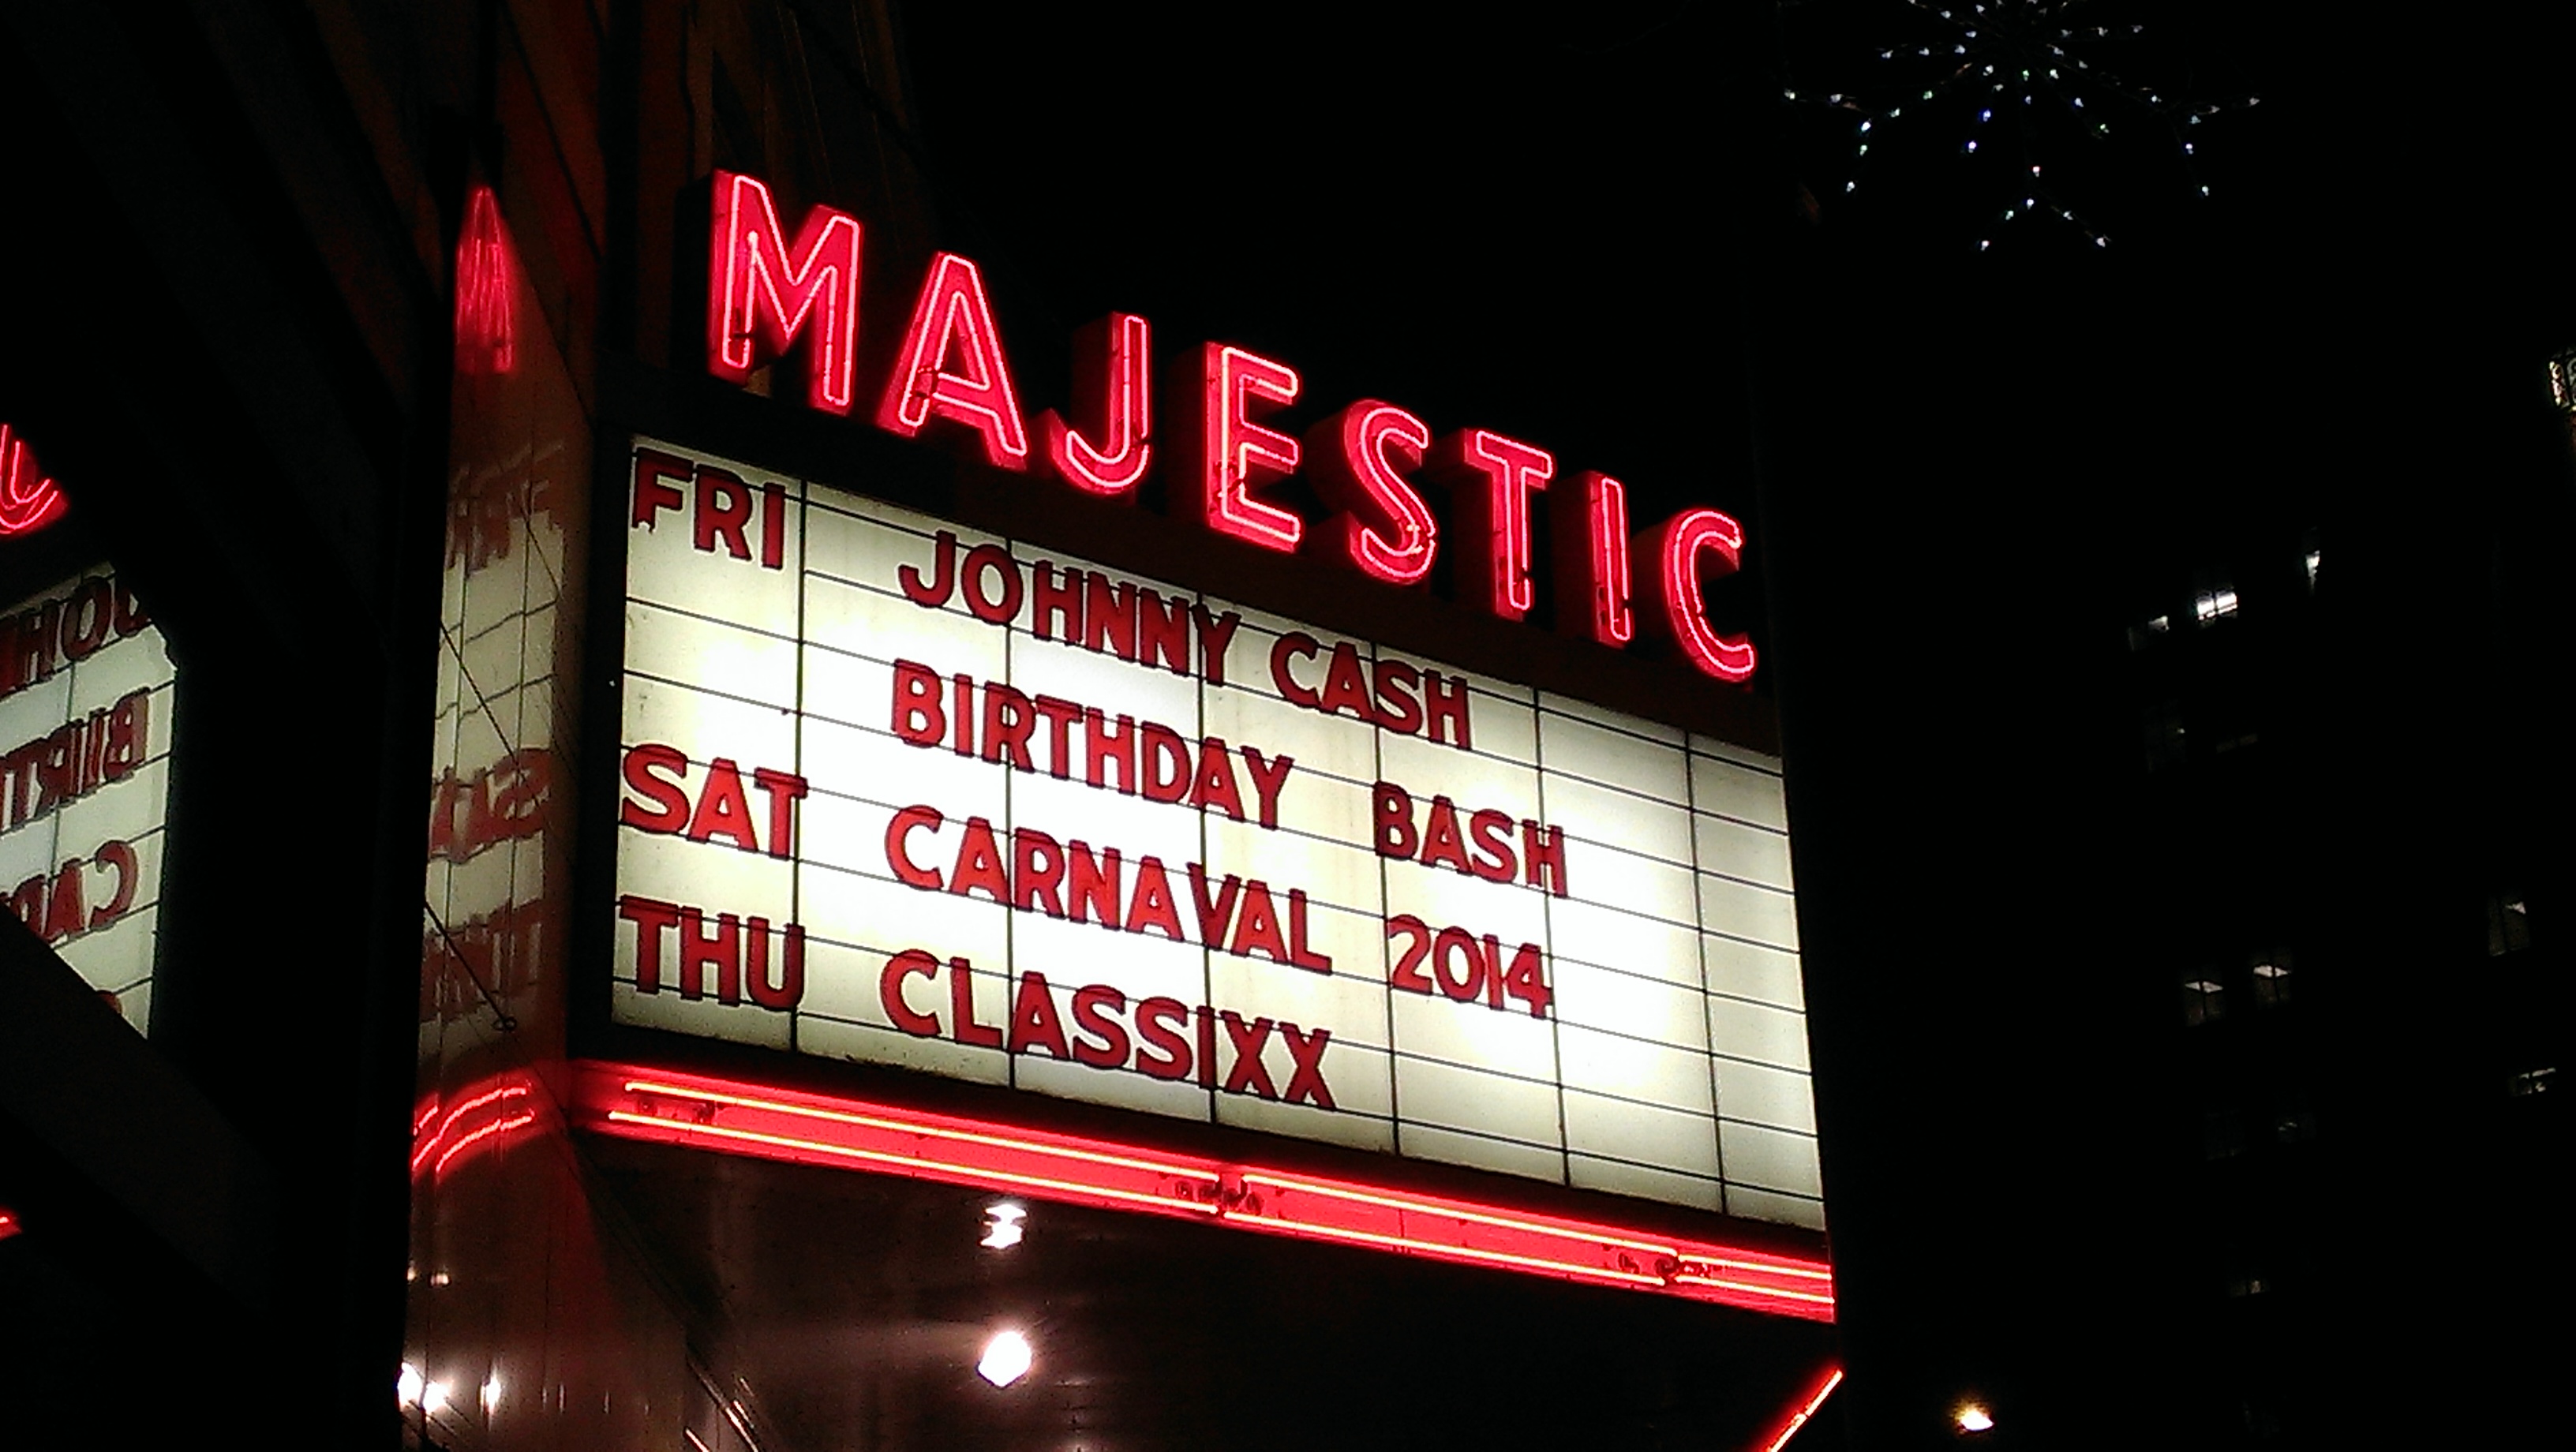 MAJESTIC
FRI JOHNNY CASH
BIRTHDAY BASH
SAT CARNAVAL 2014
THU CLASSIXX